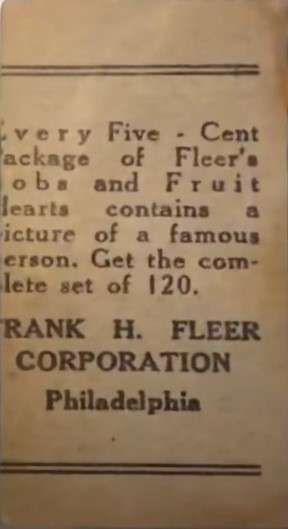 very Five - Cent
ackage of Fleer's
obs and Fruit
earts contains a
icture of a famous
erson. Get the com-
lete set of 120.
RANK H. FLEER
CORPORATION
Philadelphia